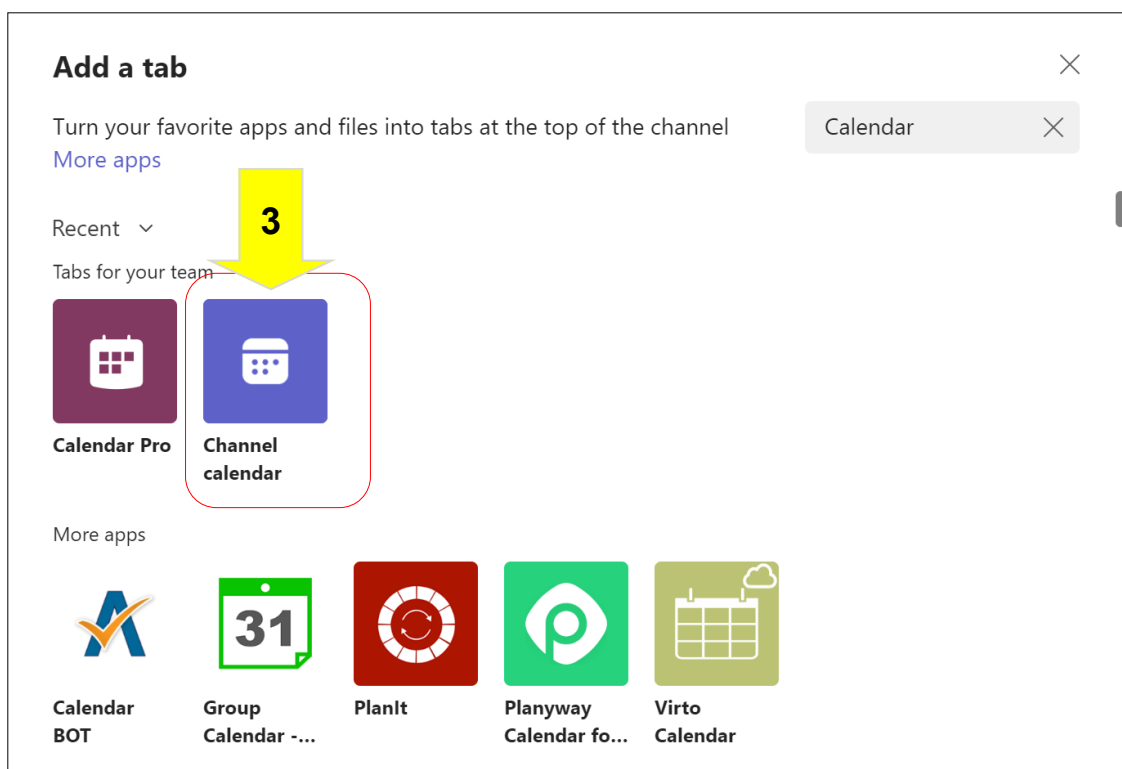 Add a tab
Turn your favorite apps and files into tabs at the top of the channel
More apps
Calendar
3
Recent
Tabs for your team
Calendar Pro
Channel
calendar
More apps
31
Calendar
BOT
Group
Calendar -...
PlanIt
Planyway
Calendar fo...
Virto
Calendar